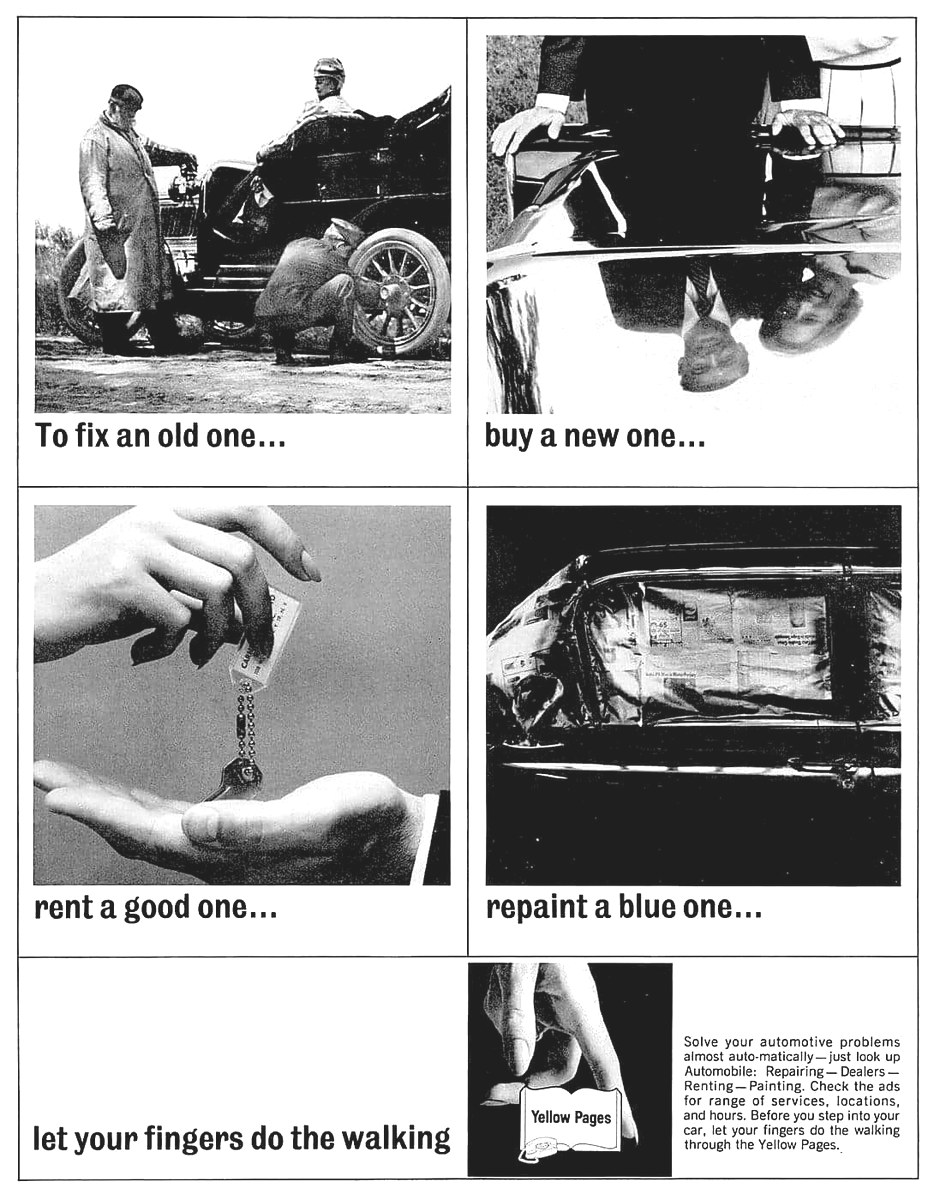 To fix an old one...
buy a new one...
rent a good one...
repaint a blue one...
let your fingers do the walking
Yellow Pages
Solve your automotive problems
almost auto-matically—just look up
Automobile: Repairing—Dealers—
Renting—Painting. Check the ads
for range of services, locations,
and hours. Before you step into your
car, let your fingers do the walking
through the Yellow Pages.